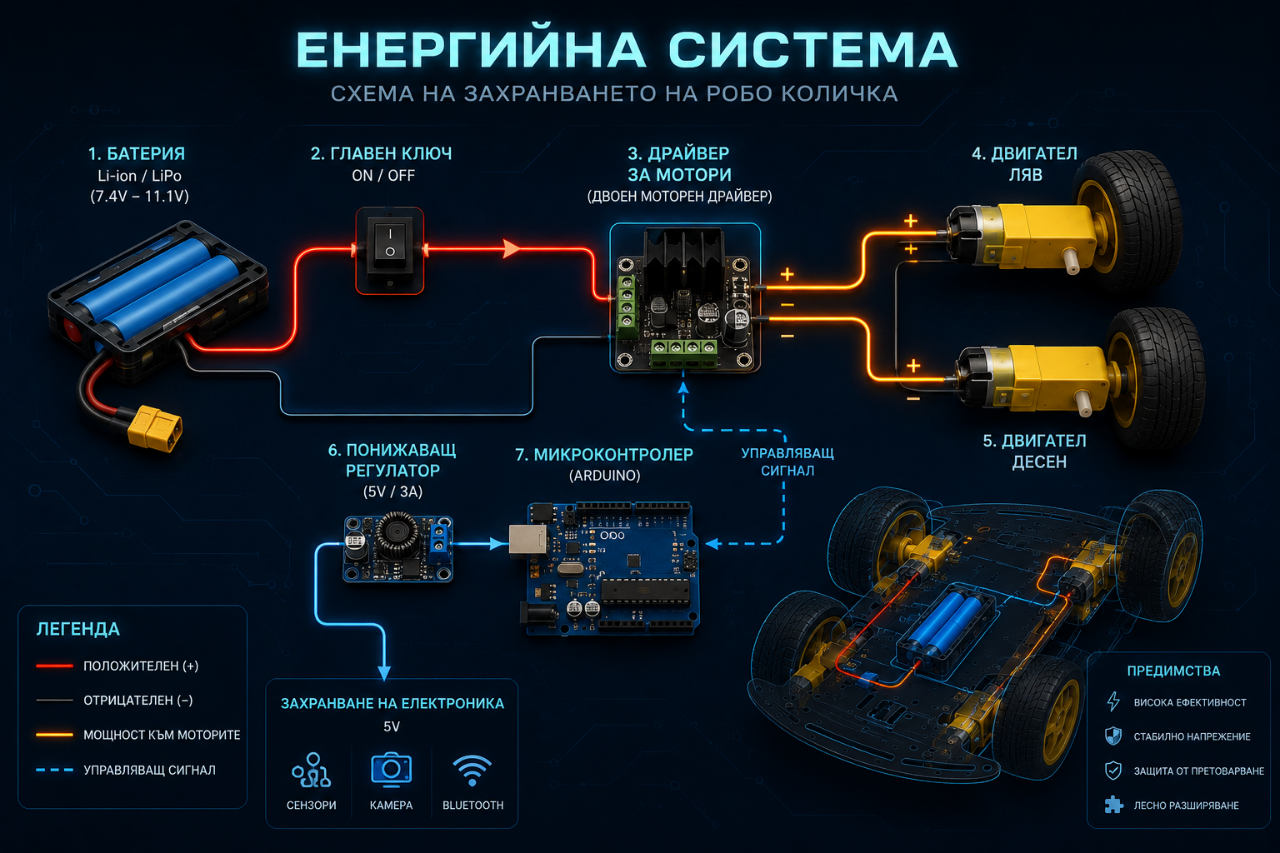 ЕНЕРГИЙНА СИСТЕМА
СХЕМА НА ЗАХРАНВАНЕТО НА РОБО КОЛИЧКА
1. БАТЕРИЯ
Li-ion / LiPo
(7.4V – 11.1V)
2. ГЛАВЕН КЛЮЧ
ON / OFF
3. ДРАЙВЕР
ЗА МОТОРИ
(ДВОЕН МОТОРЕН ДРАЙВЕР)
4. ДВИГАТЕЛ
ЛЯВ
+
+
+
–
–
+
–
5. ДВИГАТЕЛ
ДЕСЕН
6. ПОНИЖАВАЩ
РЕГУЛАТОР
(5V / 3A)
7. МИКРОКОНТРОЛЕР
(ARDUINO)
УПРАВЛЯВАЩ
СИГНАЛ
ЛЕГЕНДА
ПОЛОЖИТЕЛЕН (+)
ОТРИЦАТЕЛЕН (–)
МОЩНОСТ КЪМ МОТОРИТЕ
УПРАВЛЯВАЩ СИГНАЛ
ЗАХРАНВАНЕ НА ЕЛЕКТРОНИКА
5V
СЕНЗОРИ
КАМЕРА
BLUETOOTH
ПРЕДИМСТВА
ВИСОКА ЕФЕКТИВНОСТ
СТАБИЛНО НАПРЕЖЕНИЕ
ЗАЩИТА ОТ ПРЕТОВАРВАНЕ
ЛЕСНО РАЗШИРЯВАНЕ